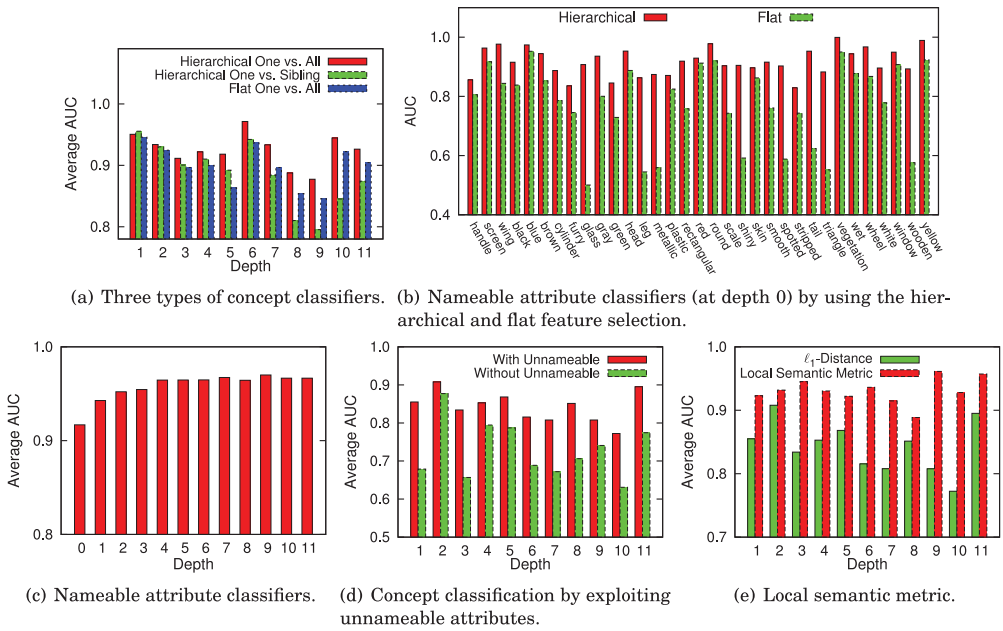 Hierarchical One vs. All
Hierarchical One vs. Sibling
Flat One vs. All
Average AUC
1.0
0.9
0.8
1 2 3 4 5 6 7 8 9 10 11
Depth
(a) Three types of concept classifiers.
Hierarchical Flat
Average AUC
1.0
0.8
0.6
0.4
handle screen wing black blue brown cylinder furry glass gray green head leg metallic plastic rectangular red round scale shiny skin smooth spotted stripped tail triangle vegetation wet wheel white window wooden yellow
(b) Nameable attribute classifiers (at depth 0) by using the hier-
archical and flat feature selection.
Average AUC
1.0
0.9
0.8
0 1 2 3 4 5 6 7 8 9 10 11
Depth
(c) Nameable attribute classifiers.
With Unnameable
Without Unnameable
Average AUC
1.0
0.9
0.8
0.7
0.6
0.5
1 2 3 4 5 6 7 8 9 10 11
Depth
(d) Concept classification by exploiting
unnameable attributes.
ℓ1-Distance
Local Semantic Metric
Average AUC
1.0
0.9
0.8
0.7
1 2 3 4 5 6 7 8 9 10 11
Depth
(e) Local semantic metric.